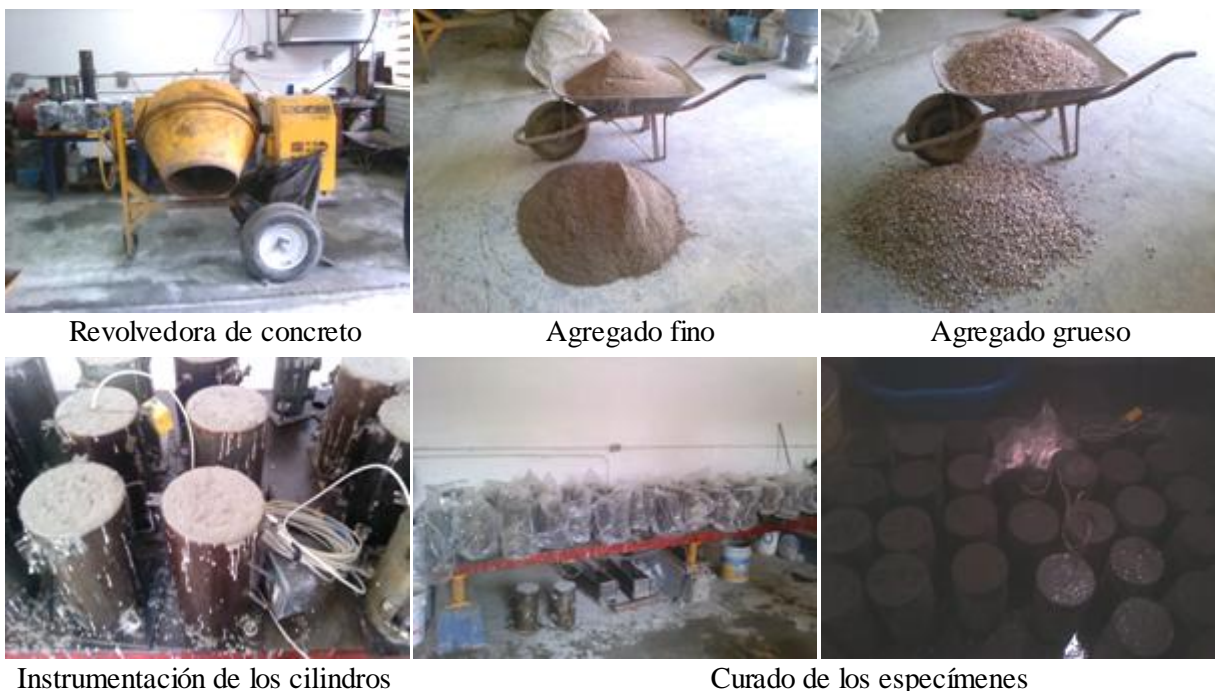 Revolvedora de concreto
Agregado fino
Agregado grueso
Instrumentación de los cilindros
Curado de los especímenes